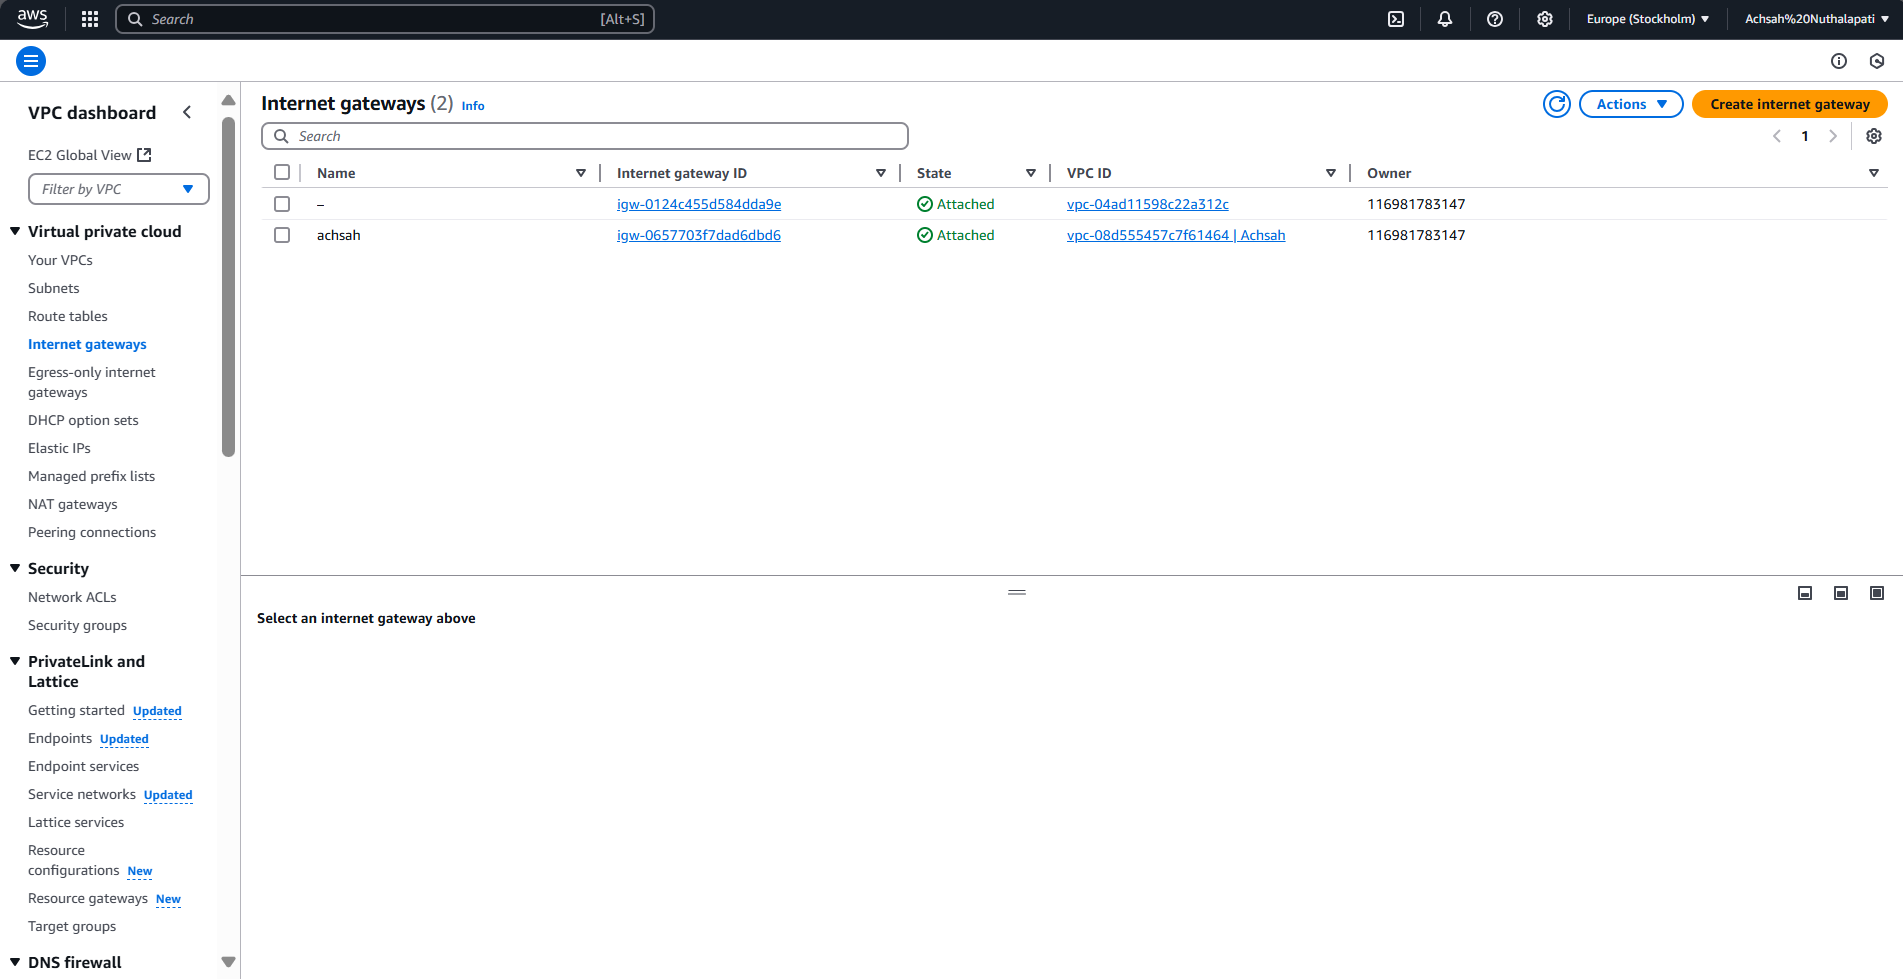 aws Search [Alt+S] Europe (Stockholm) Achsah%20Nuthalapati
VPC dashboard
EC2 Global View
Filter by VPC
Virtual private cloud
Your VPCs
Subnets
Route tables
Internet gateways
Egress-only internet
gateways
DHCP option sets
Elastic IPs
Managed prefix lists
NAT gateways
Peering connections
Security
Network ACLs
Security groups
PrivateLink and
Lattice
Getting started Updated
Endpoints Updated
Endpoint services
Service networks Updated
Lattice services
Resource
configurations New
Resource gateways New
Target groups
DNS firewall
Internet gateways (2) Info Actions Create internet gateway
Search 1
Name Internet gateway ID State VPC ID Owner
– igw-0124c455d584dda9e Attached vpc-04ad11598c22a312c 116981783147
achsah igw-0657703f7dad6dbd6 Attached vpc-08d555457c7f61464 | Achsah 116981783147
Select an internet gateway above